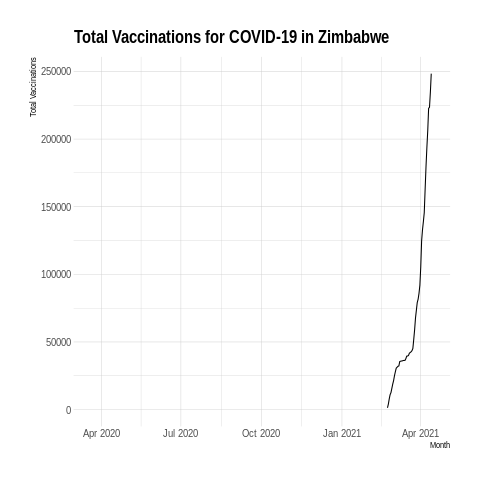 Total Vaccinations for COVID-19 in Zimbabwe
Total Vaccinations
250000
200000
150000
100000
50000
0
Apr 2020 Jul 2020 Oct 2020 Jan 2021 Apr 2021
Month